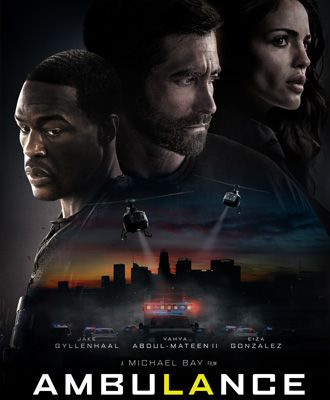 JAKE YAHYA EIZA
GYLLENHAAL ABDUL-MATEEN II GONZALEZ
A MICHAEL BAY FILM
AMBULANCE